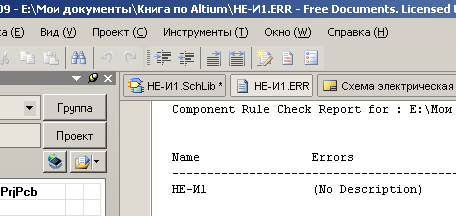 09 - E:\Мои документы\Книга по Altium\НЕ-И1.ERR - Free Documents. Licensed
(E) Вид (V) Проект (C) Инструменты (T) Окно (W) Справка (H)
НЕ-И1.SchLib * НЕ-И1.ERR Схема электрическая
Группа
Component Rule Check Report for : E:\Мои
Проект
Name Errors
НЕ-И1 (No Description)
PrjPcb